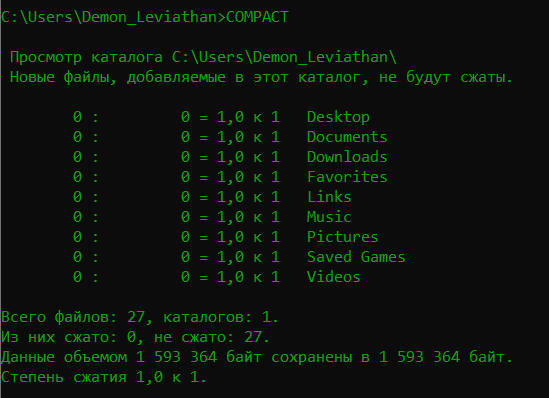 C:\Users\Demon_Leviathan>COMPACT
Просмотр каталога C:\Users\Demon_Leviathan\
Новые файлы, добавляемые в этот каталог, не будут сжаты.
0 : 0 = 1,0 к 1 Desktop
0 : 0 = 1,0 к 1 Documents
0 : 0 = 1,0 к 1 Downloads
0 : 0 = 1,0 к 1 Favorites
0 : 0 = 1,0 к 1 Links
0 : 0 = 1,0 к 1 Music
0 : 0 = 1,0 к 1 Pictures
0 : 0 = 1,0 к 1 Saved Games
0 : 0 = 1,0 к 1 Videos
Всего файлов: 27, каталогов: 1.
Из них сжато: 0, не сжато: 27.
Данные объемом 1 593 364 байт сохранены в 1 593 364 байт.
Степень сжатия 1,0 к 1.